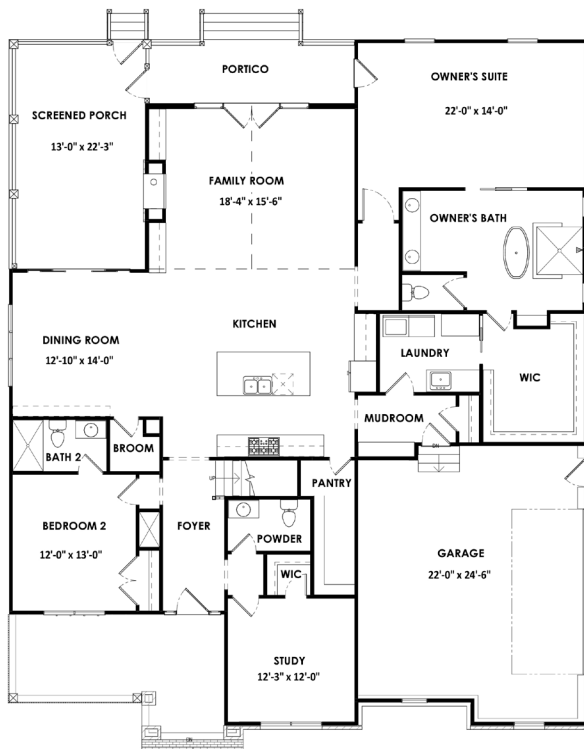 PORTICO
OWNER'S SUITE
22'-0" x 14'-0"
SCREENED PORCH
13'-0" x 22'-3"
FAMILY ROOM
18'-4" x 15'-6"
OWNER'S BATH
KITCHEN
DINING ROOM
12'-10" x 14'-0"
LAUNDRY
WIC
MUDROOM
BROOM
BATH 2
PANTRY
BEDROOM 2
12'-0" x 13'-0"
FOYER
POWDER
GARAGE
22'-0" x 24'-6"
WIC
STUDY
12'-3" x 12'-0"